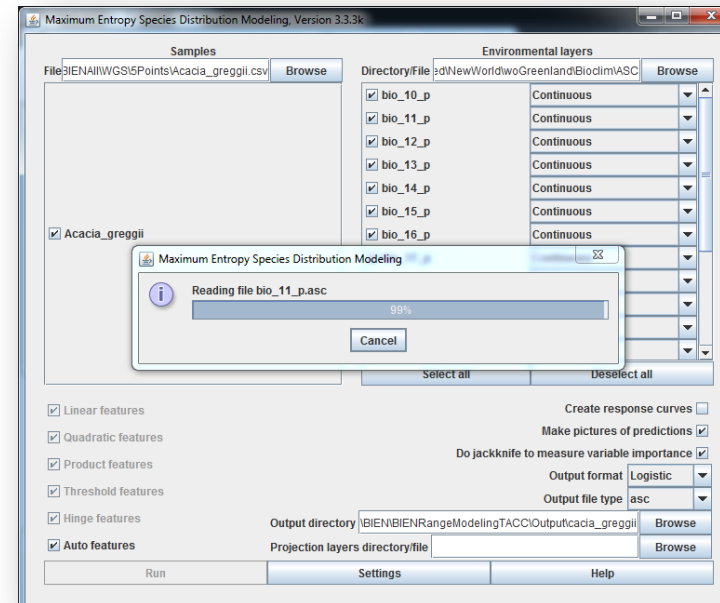 Maximum Entropy Species Distribution Modeling, Version 3.3.3k
Samples
Environmental layers
File BIENAll\WGS\5Points\Acacia_greggii.csv Browse
Directory/File ed\NewWorld\woGreenland\Bioclim\ASC Browse
bio_10_p Continuous
bio_11_p Continuous
bio_12_p Continuous
bio_13_p Continuous
bio_14_p Continuous
bio_15_p Continuous
Acacia_greggii
bio_16_p Continuous
Maximum Entropy Species Distribution Modeling
Reading file bio_11_p.asc
99%
Cancel
Select all Deselect all
Linear features
Quadratic features
Product features
Threshold features
Hinge features
Auto features
Create response curves
Make pictures of predictions
Do jackknife to measure variable importance
Output format Logistic
Output file type asc
Output directory \BIEN\BIENRangeModelingTACC\Output\cacia_greggii Browse
Projection layers directory/file Browse
Run Settings Help